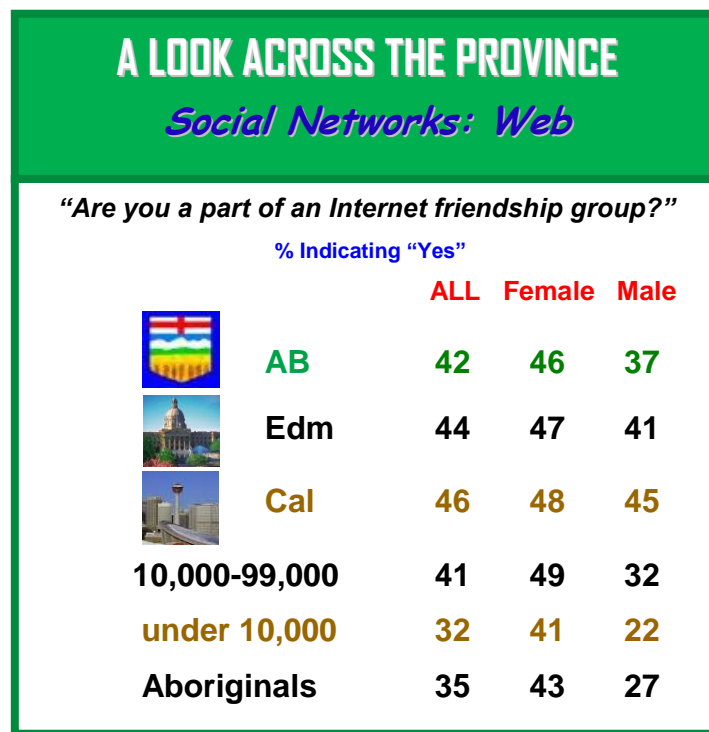 A LOOK ACROSS THE PROVINCE
Social Networks: Web
“Are you a part of an Internet friendship group?”
% Indicating “Yes”
ALL Female Male
AB 42 46 37
Edm 44 47 41
Cal 46 48 45
10,000-99,000 41 49 32
under 10,000 32 41 22
Aboriginals 35 43 27